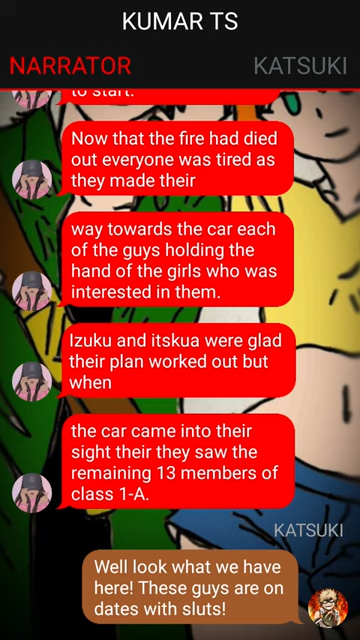 KUMAR TS
NARRATOR
KATSUKI
to start.
Now that the fire had died
out everyone was tired as
they made their
way towards the car each
of the guys holding the
hand of the girls who was
interested in them.
Izuku and itskua were glad
their plan worked out but
when
the car came into their
sight their they saw the
remaining 13 members of
class 1-A.
KATSUKI
Well look what we have
here! These guys are on
dates with sluts!